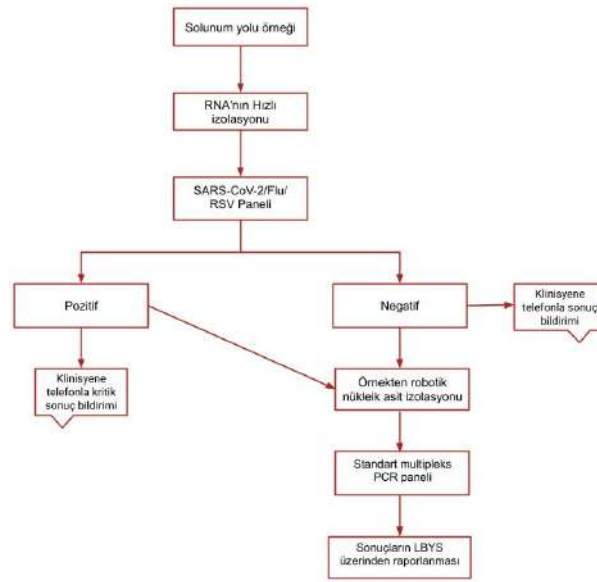 Solunum yolu örneği
RNA'nın Hızlı
izolasyonu
SARS-CoV-2/Flu/
RSV Paneli
Pozitif
Negatif
Klinisyene
telefonla sonuç
bildirimi
Klinisyene
telefonla kritik
sonuç bildirimi
Örnekten robotik
nükleik asit izolasyonu
Standart multipleks
PCR paneli
Sonuçların LBYS
üzerinden raporlanması